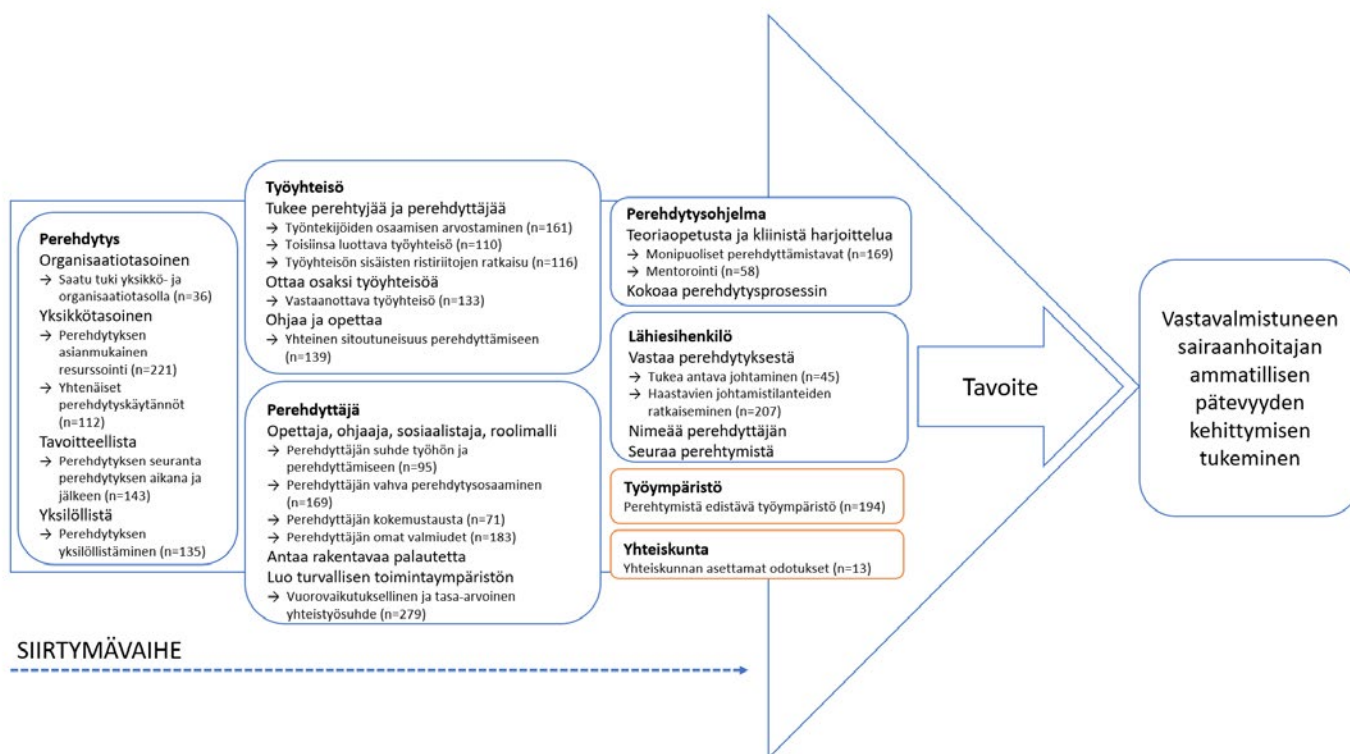 Perehdytys
Organisaatiotasoinen
→ Saatu tuki yksikkö- ja
organisaatiotasolla (n=36)
Yksikkötasoinen
→ Perehdytyksen
asianmukainen
resurssointi (n=221)
→ Yhtenäiset
perehdytyskäytännöt
(n=112)
Tavoitteellista
→ Perehdytyksen seuranta
perehdytyksen aikana ja
jälkeen (n=143)
Yksilöllistä
→ Perehdytyksen
yksilöllistäminen (n=135)
Työyhteisö
Tukee perehtyjää ja perehdyttäjää
→ Työntekijöiden osaamisen arvostaminen (n=161)
→ Toisiinsa luottava työyhteisö (n=110)
→ Työyhteisön sisäisten ristiriitojen ratkaisu (n=116)
Ottaa osaksi työyhteisöä
→ Vastaanottava työyhteisö (n=133)
Ohjaa ja opettaa
→ Yhteinen sitoutuneisuus perehdyttämiseen
(n=139)
Perehdyttäjä
Opettaja, ohjaaja, sosiaalistaja, roolimalli
→ Perehdyttäjän suhde työhön ja
perehdyttämiseen (n=95)
→ Perehdyttäjän vahva perehdytysosaaminen
(n=169)
→ Perehdyttäjän kokemustausta (n=71)
→ Perehdyttäjän omat valmiudet (n=183)
Antaa rakentavaa palautetta
Luo turvallisen toimintaympäristön
→ Vuorovaikutuksellinen ja tasa-arvoinen
yhteistyösuhde (n=279)
Perehdytysohjelma
Teoriaopetusta ja kliinistä harjoittelua
→ Monipuoliset perehdyttämistavat (n=169)
→ Mentorointi (n=58)
Kokoaa perehdytysprosessin
Lähiesihenkilö
Vastaa perehdytyksestä
→ Tukea antava johtaminen (n=45)
→ Haastavien johtamistilanteiden
ratkaiseminen (n=207)
Nimeää perehdyttäjän
Seuraa perehtymistä
Työympäristö
Perehtymistä edistävä työympäristö (n=194)
Yhteiskunta
Yhteiskunnan asettamat odotukset (n=13)
Tavoite
Vastavalmistuneen
sairaanhoitajan
ammatillisen
pätevyyden
kehittymisen
tukeminen
SIIRTYMÄVAIHE